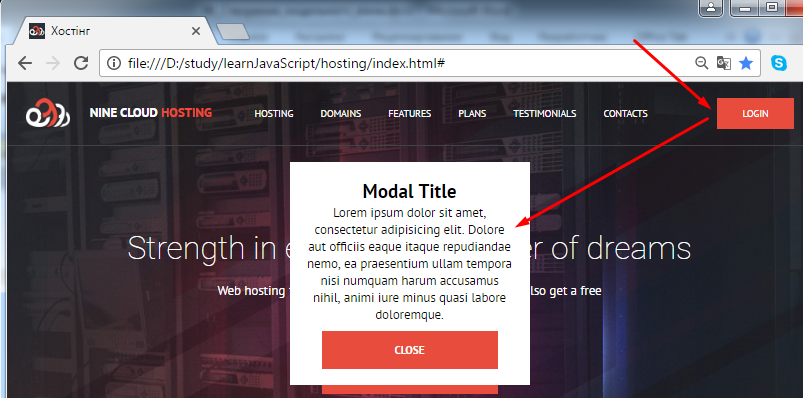 Хостінг
file:///D:/study/learnJavaScript/hosting/index.html#
NINE CLOUD HOSTING
HOSTING
DOMAINS
FEATURES
PLANS
TESTIMONIALS
CONTACTS
LOGIN
Modal Title
Lorem ipsum dolor sit amet,
consectetur adipisicing elit. Dolore
aut officiis eaque itaque repudiandae
nemo, ea praesentium ullam tempora
nisi numquam harum accusamus
nihil, animi iure minus quasi labore
doloremque.
CLOSE
Strength in e r of dreams
Web hosting lso get a free